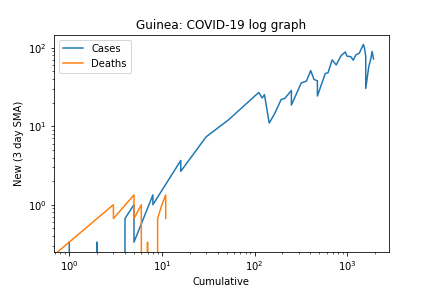 Guinea: COVID-19 log graph
Cases
Deaths
New (3 day SMA)
10²
10¹
10⁰
10⁰ 10¹ 10² 10³
Cumulative